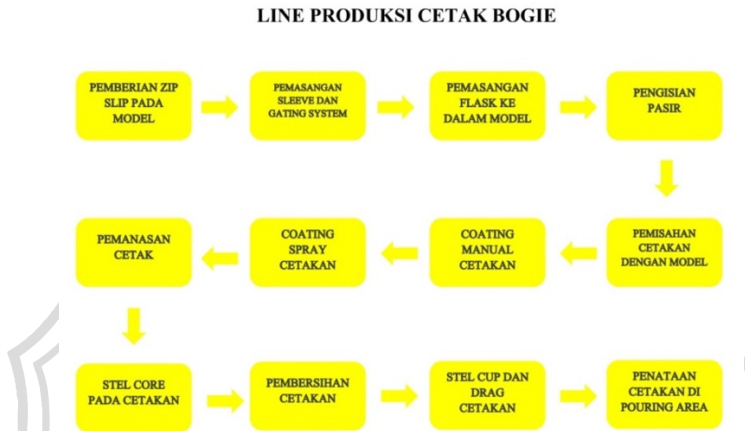 LINE PRODUKSI CETAK BOGIE
PEMBERIAN ZIP
SLIP PADA
MODEL
PEMASANGAN
SLEEVE DAN
GATING SYSTEM
PEMASANGAN
FLASK KE
DALAM MODEL
PENGISIAN
PASIR
PEMISAHAN
CETAKAN
DENGAN MODEL
COATING
MANUAL
CETAKAN
COATING
SPRAY
CETAKAN
PEMANASAN
CETAK
STEL CORE
PADA CETAKAN
PEMBERSIHAN
CETAKAN
STEL CUP DAN
DRAG
CETAKAN
PENATAAN
CETAKAN DI
POURING AREA